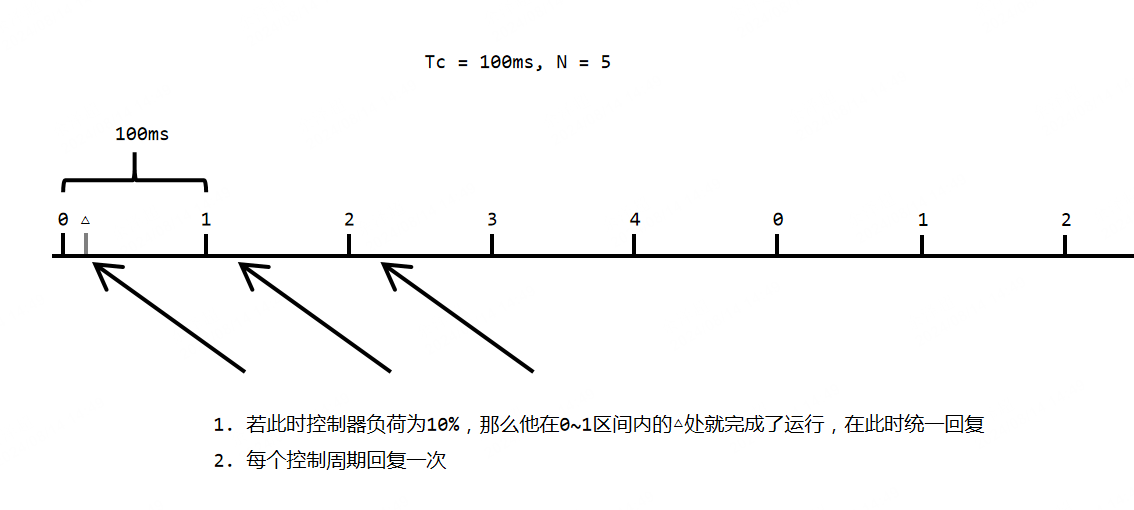 Tc = 100ms, N = 5
100ms
0 △ 1 2 3 4 0 1 2
1. 若此时控制器负荷为10%，那么他在0~1区间内的△处就完成了运行，在此时统一回复
2. 每个控制周期回复一次